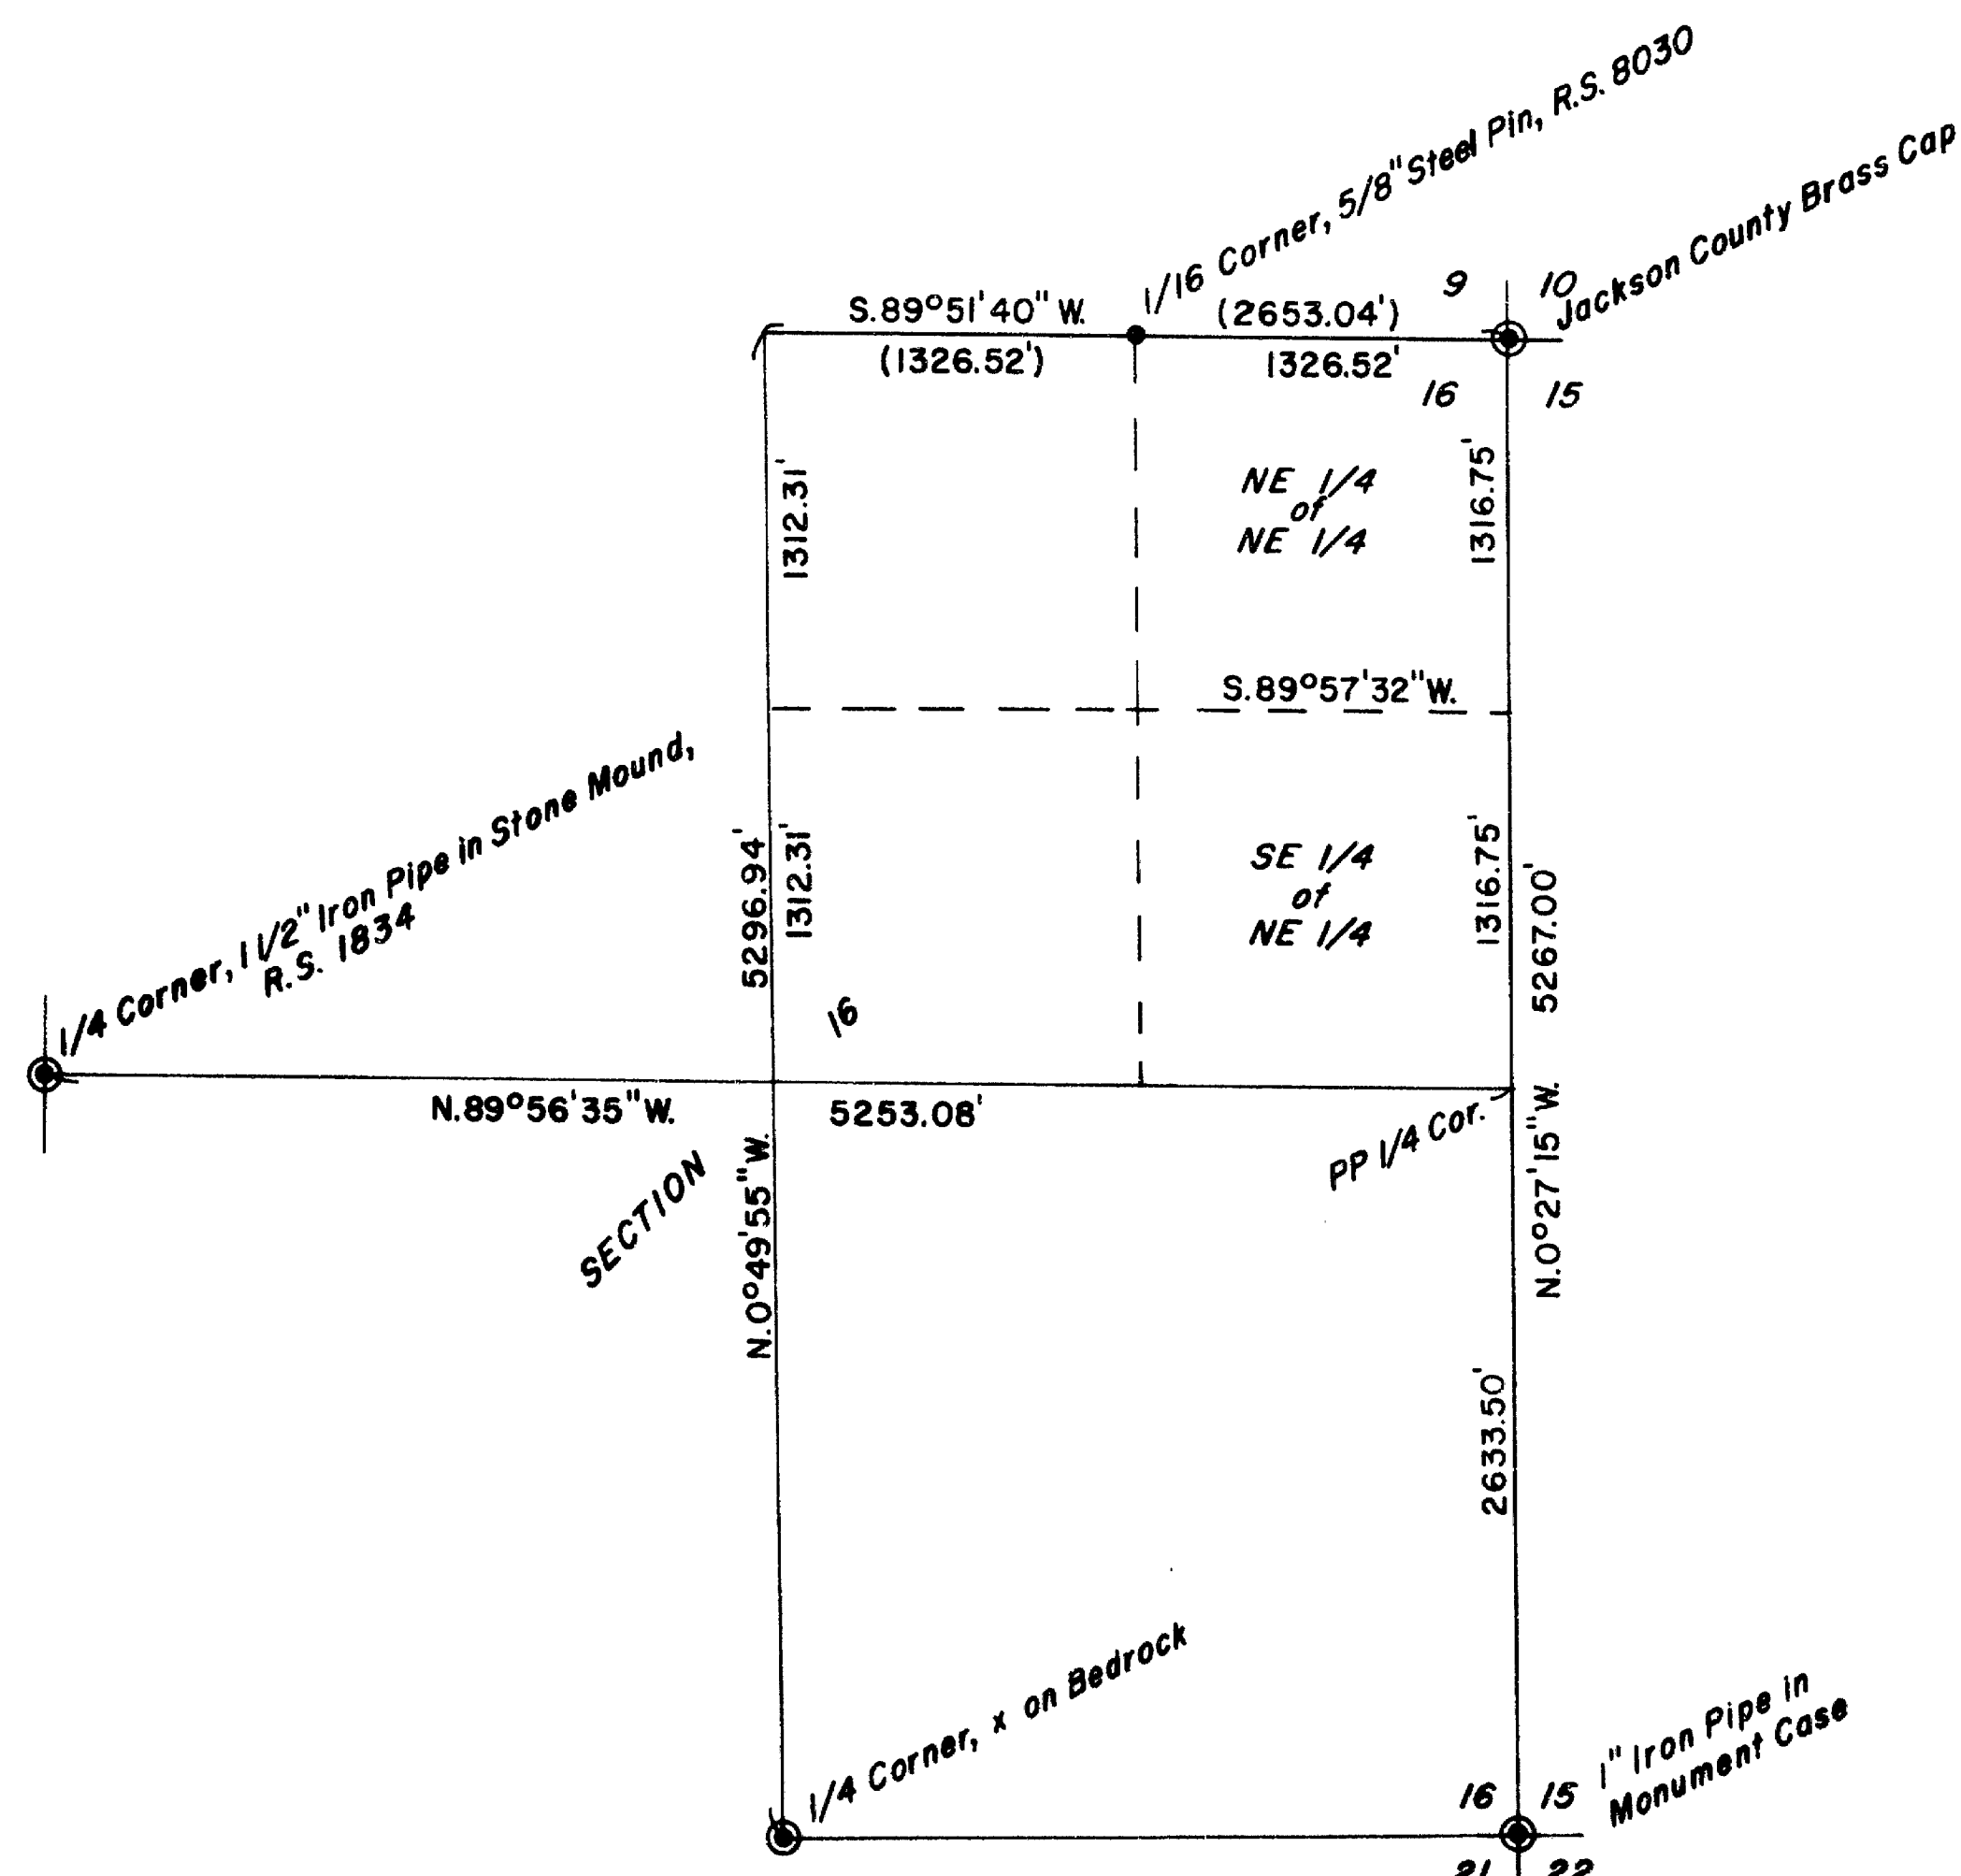 1/16 Corner, 5/8" Steel Pin, R.S. 8030
Jackson County Brass Cap
9
10
S.89°51'40" W.
(2653.04')
(1326.52')
1326.52'
16
15
1312.31'
NE 1/4
of
NE 1/4
1316.75'
S.89°57'32"W.
1/4 Corner, 1 1/2" Iron Pipe in Stone Mound,
R.S. 1834
5296.94'
1312.31'
SE 1/4
of
NE 1/4
1316.75'
5267.00'
16
N.89°56'35"W.
5253.08'
PP 1/4 Cor.
SECTION
N.0°49'55"W.
N.0°27'15"W.
2633.50'
1/4 Corner, x on Bedrock
1" Iron Pipe in
Monument Case
16
15
21
22